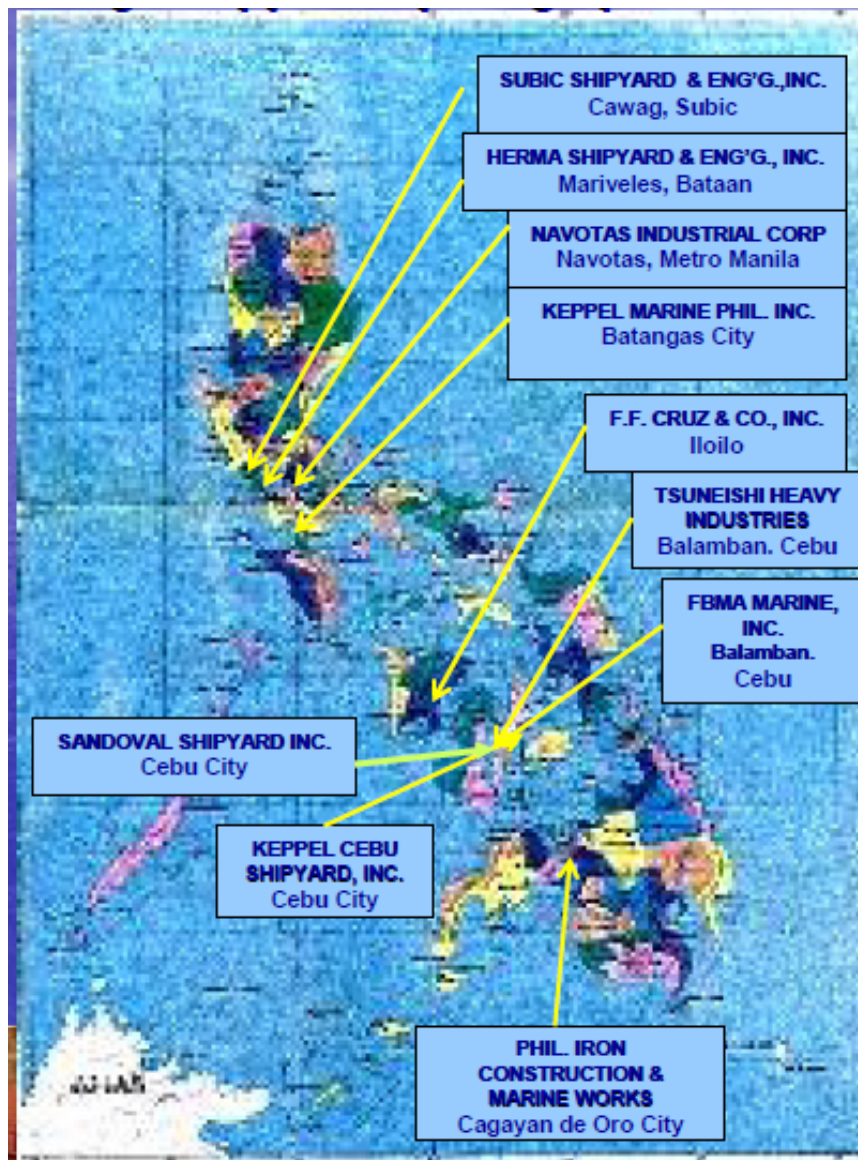 SUBIC SHIPYARD & ENG'G.,INC.
Cawag, Subic
HERMA SHIPYARD & ENG'G., INC.
Mariveles, Bataan
NAVOTAS INDUSTRIAL CORP
Navotas, Metro Manila
KEPPEL MARINE PHIL. INC.
Batangas City
F.F. CRUZ & CO., INC.
Iloilo
TSUNEISHI HEAVY
INDUSTRIES
Balamban. Cebu
FBMA MARINE,
INC.
Balamban.
Cebu
SANDOVAL SHIPYARD INC.
Cebu City
KEPPEL CEBU
SHIPYARD, INC.
Cebu City
PHIL. IRON
CONSTRUCTION &
MARINE WORKS
Cagayan de Oro City